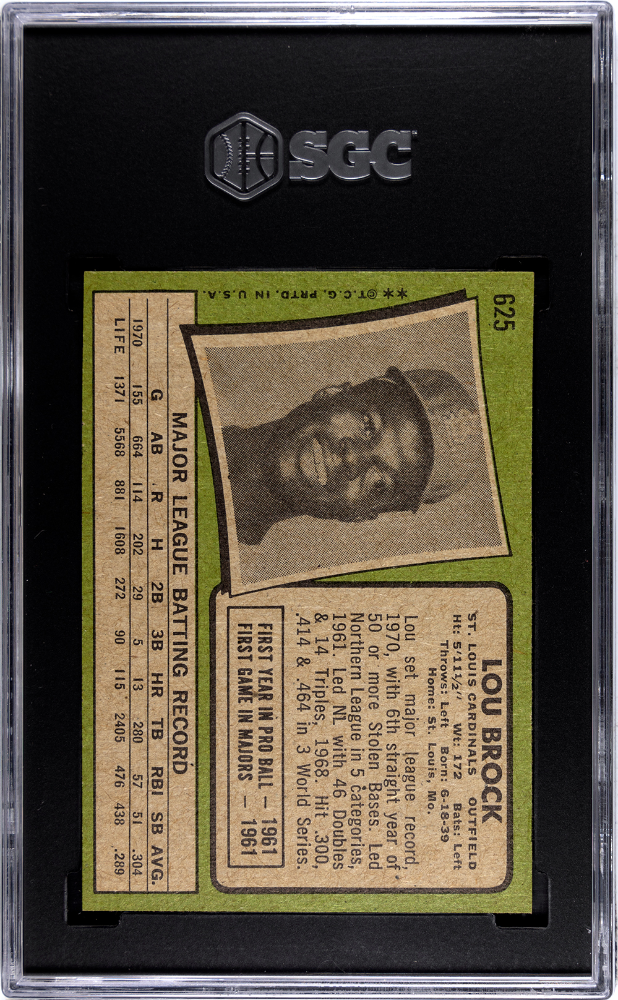 SGC
625
**©T.C.G. PRTD. IN U.S.A.
LOU BROCK
ST. LOUIS CARDINALS OUTFIELD
Ht: 5'11½" Wt: 172 Bats: Left
Throws: Left Born: 6-18-39
Home: St. Louis, Mo.
Lou set major league record,
1970, with 6th straight year of
50 or more Stolen Bases. Led
Northern League in 5 categories,
1961. Led NL with 46 Doubles
& 14 Triples, 1968. Hit .300,
.414 & .464 in 3 World Series.
FIRST YEAR IN PRO BALL — 1961
FIRST GAME IN MAJORS — 1961
MAJOR LEAGUE BATTING RECORD
G AB R H 2B 3B HR TB RBI SB AVG.
1970 155 664 114 202 29 5 13 280 57 51 .304
LIFE 1371 5568 881 1608 272 90 115 2405 476 438 .289